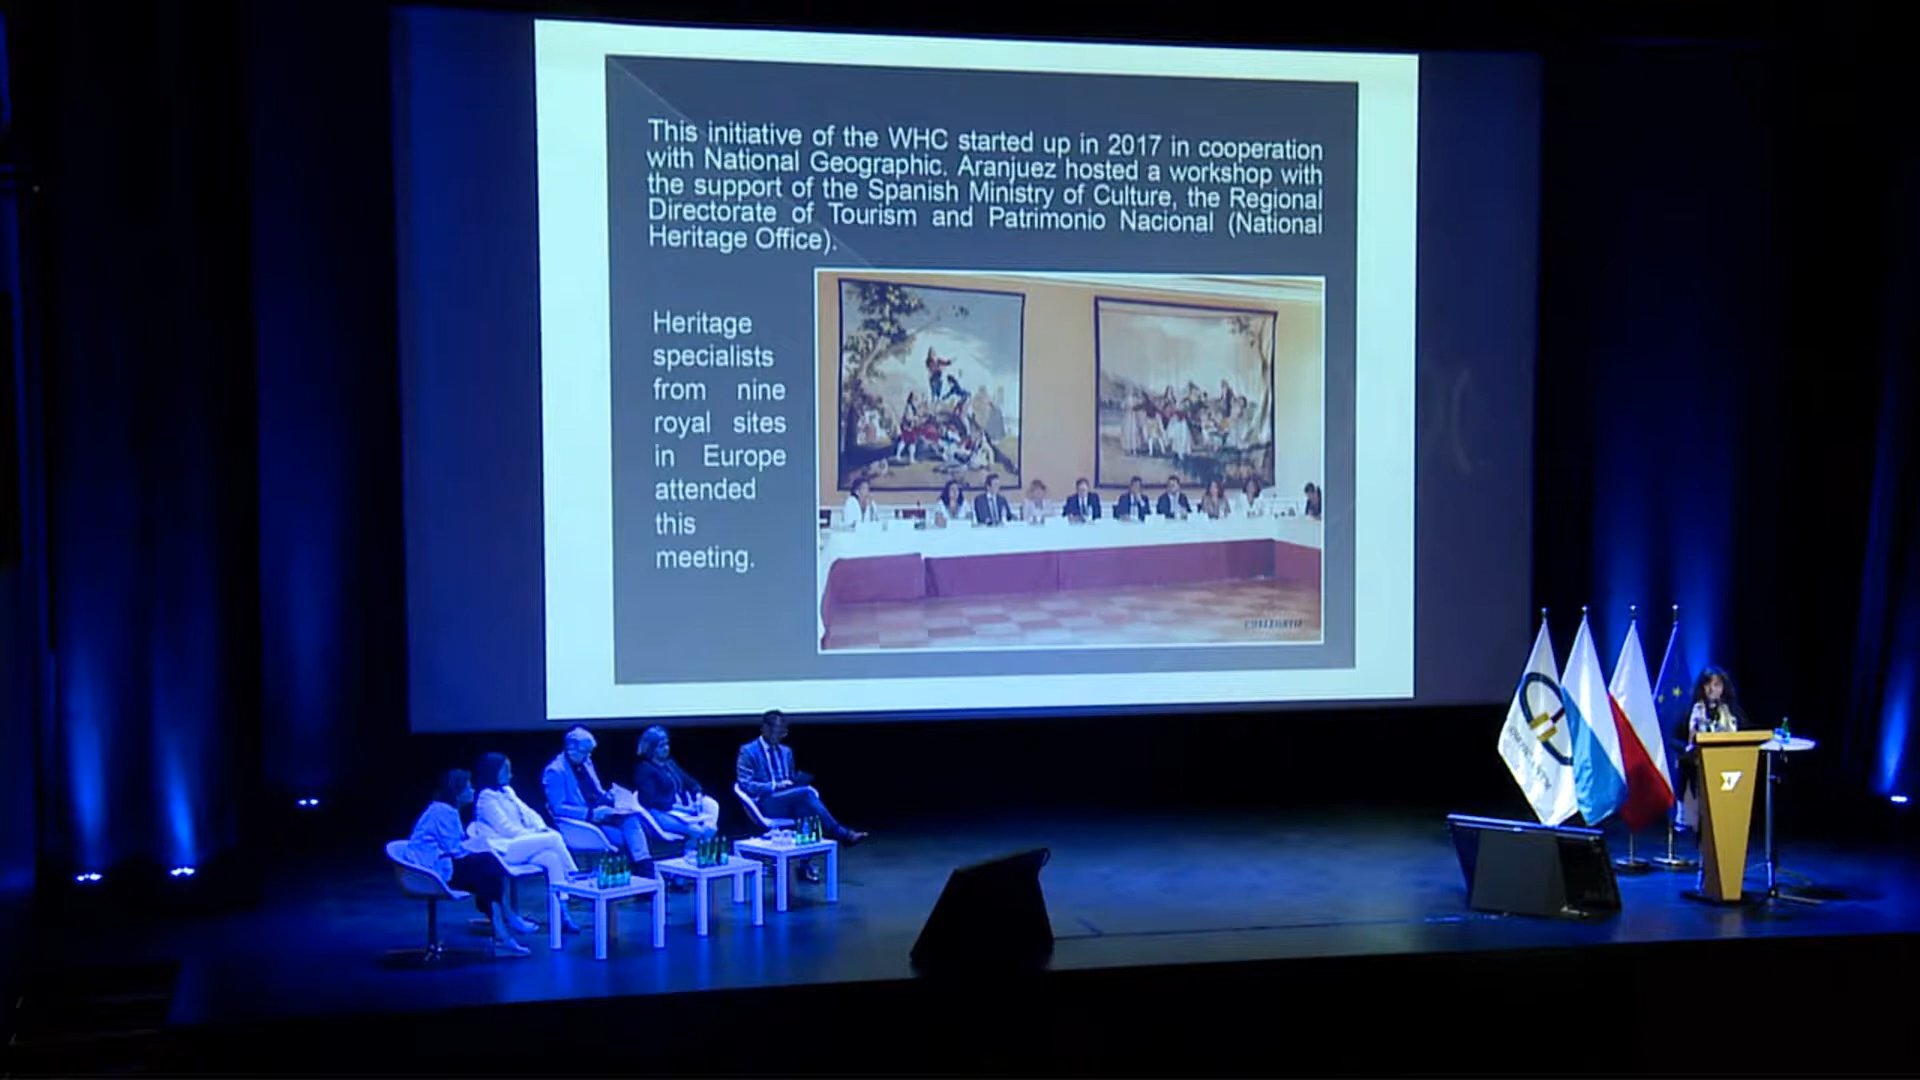 This initiative of the WHC started up in 2017 in cooperation
with National Geographic. Aranjuez hosted a workshop with
the support of the Spanish Ministry of Culture, the Regional
Directorate of Tourism and Patrimonio Nacional (National
Heritage Office).
Heritage
specialists
from nine
royal sites
in Europe
attended
this
meeting.